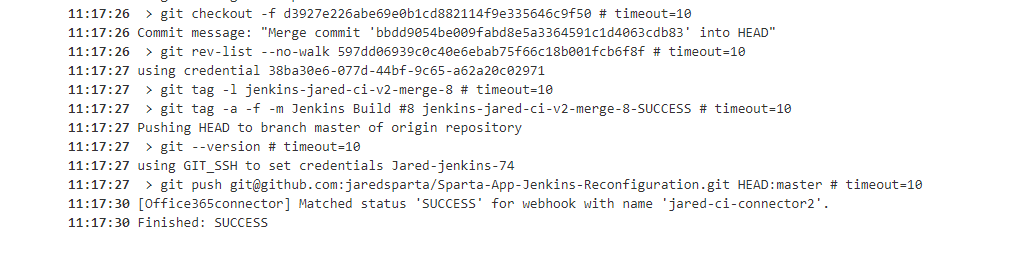 11:17:26 > git checkout -f d3927e226abe69e0b1cd882114f9e335646c9f50 # timeout=10
11:17:26 Commit message: "Merge commit 'bbdd9054be009fabd8e5a3364591c1d4063cdb83' into HEAD"
11:17:26 > git rev-list --no-walk 597dd06939c0c40e6ebab75f66c18b001fcb6f8f # timeout=10
11:17:27 using credential 38ba30e6-077d-44bf-9c65-a62a20c02971
11:17:27 > git tag -l jenkins-jared-ci-v2-merge-8 # timeout=10
11:17:27 > git tag -a -f -m Jenkins Build #8 jenkins-jared-ci-v2-merge-8-SUCCESS # timeout=10
11:17:27 Pushing HEAD to branch master of origin repository
11:17:27 > git --version # timeout=10
11:17:27 using GIT_SSH to set credentials Jared-jenkins-74
11:17:27 > git push git@github.com:jaredsparta/Sparta-App-Jenkins-Reconfiguration.git HEAD:master # timeout=10
11:17:30 [Office365connector] Matched status 'SUCCESS' for webhook with name 'jared-ci-connector2'.
11:17:30 Finished: SUCCESS